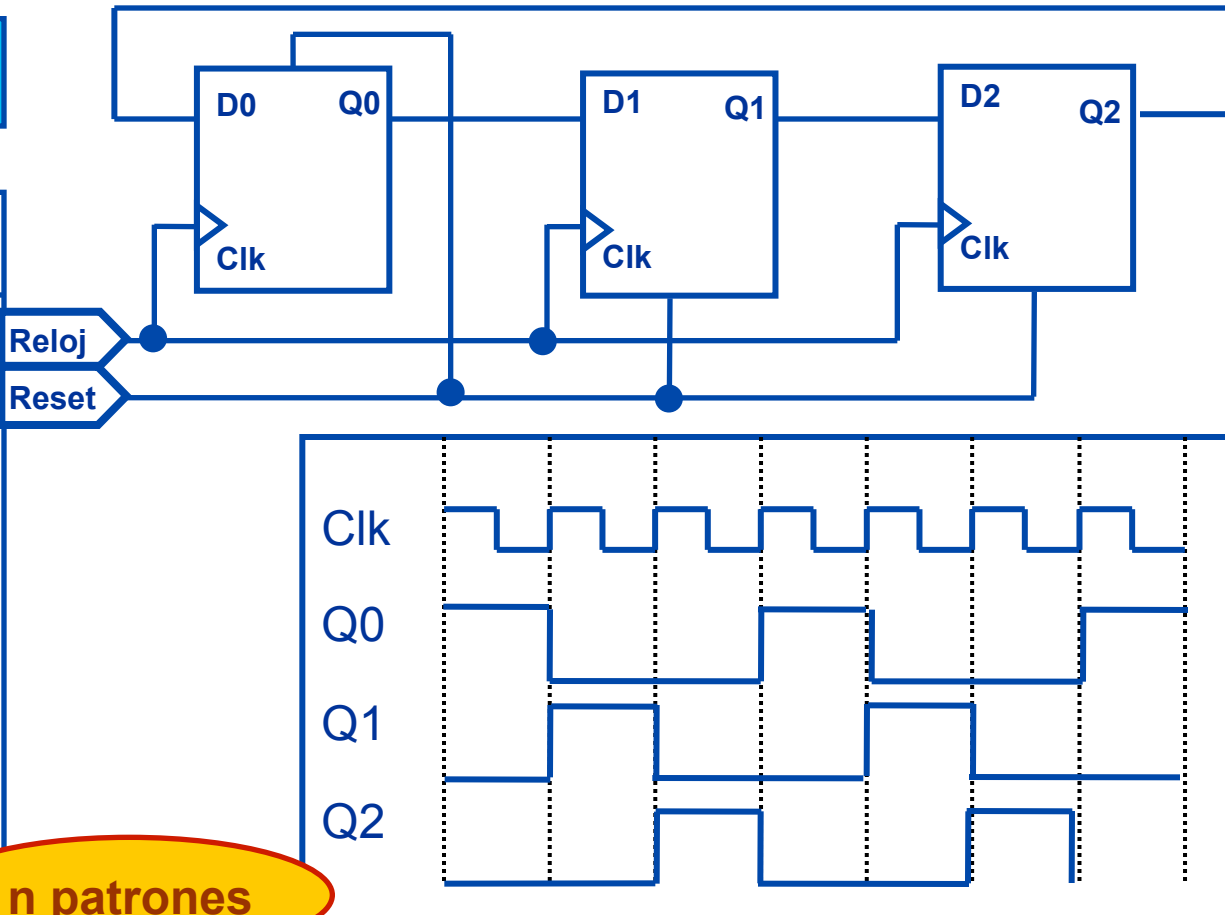 D0 Q0
Clk
D1 Q1
Clk
D2 Q2
Clk
Reloj
Reset
Clk
Q0
Q1
Q2
n patrones